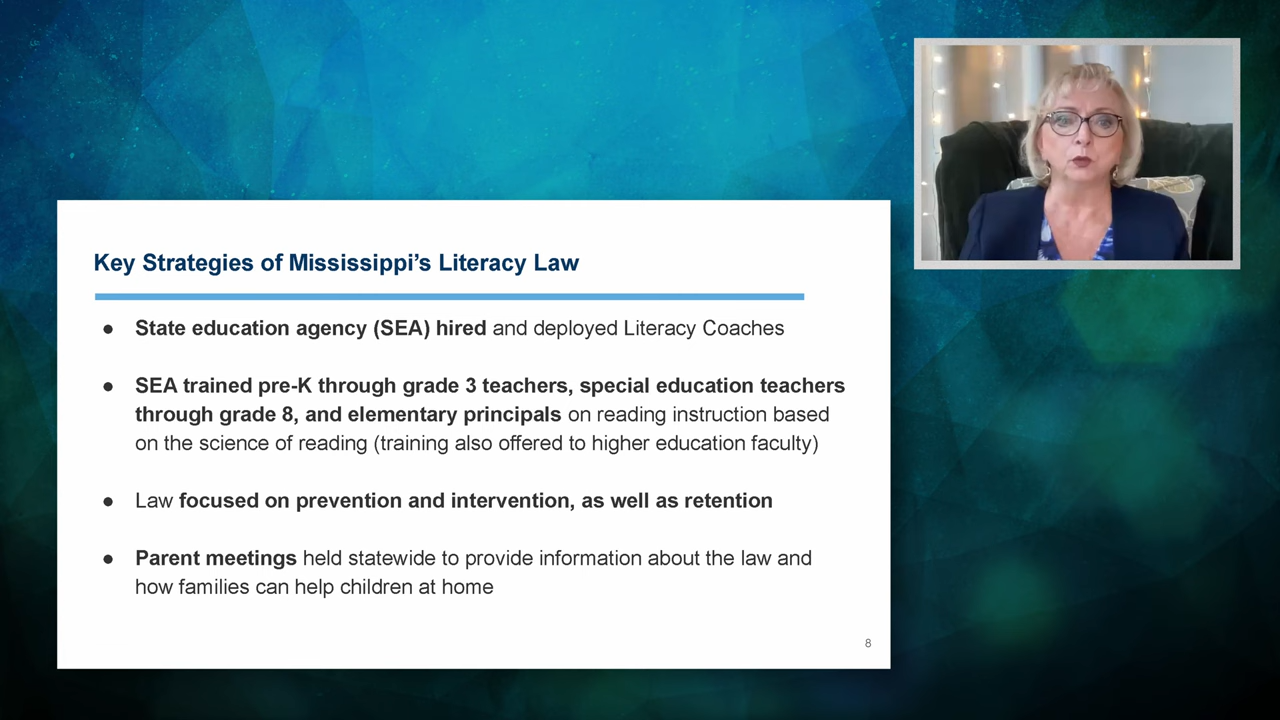 Key Strategies of Mississippi’s Literacy Law
● State education agency (SEA) hired and deployed Literacy Coaches
● SEA trained pre-K through grade 3 teachers, special education teachers
through grade 8, and elementary principals on reading instruction based
on the science of reading (training also offered to higher education faculty)
● Law focused on prevention and intervention, as well as retention
● Parent meetings held statewide to provide information about the law and
how families can help children at home
8